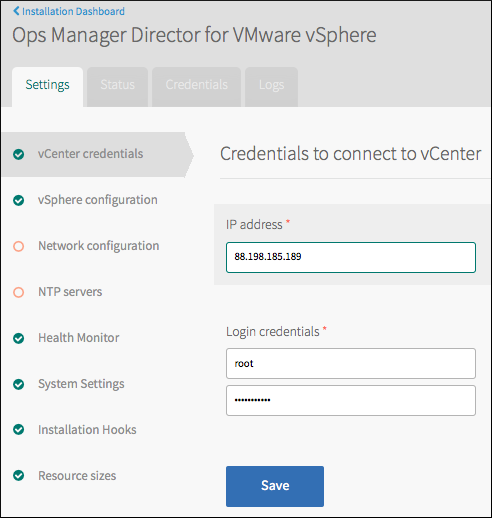 Installation Dashboard
Ops Manager Director for VMware vSphere
Settings
Status
Credentials
Logs
vCenter credentials
vSphere configuration
Network configuration
NTP servers
Health Monitor
System Settings
Installation Hooks
Resource sizes
Credentials to connect to vCenter
IP address *
88.198.185.189
Login credentials *
root
•••••••••••
Save